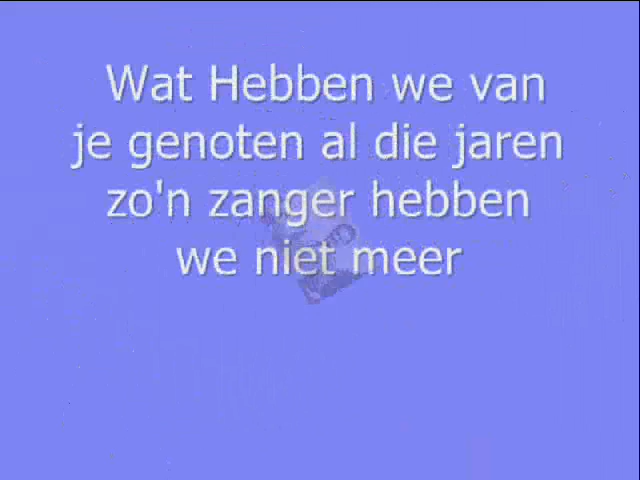 Wat Hebben we van
je genoten al die jaren
zo'n zanger hebben
we niet meer